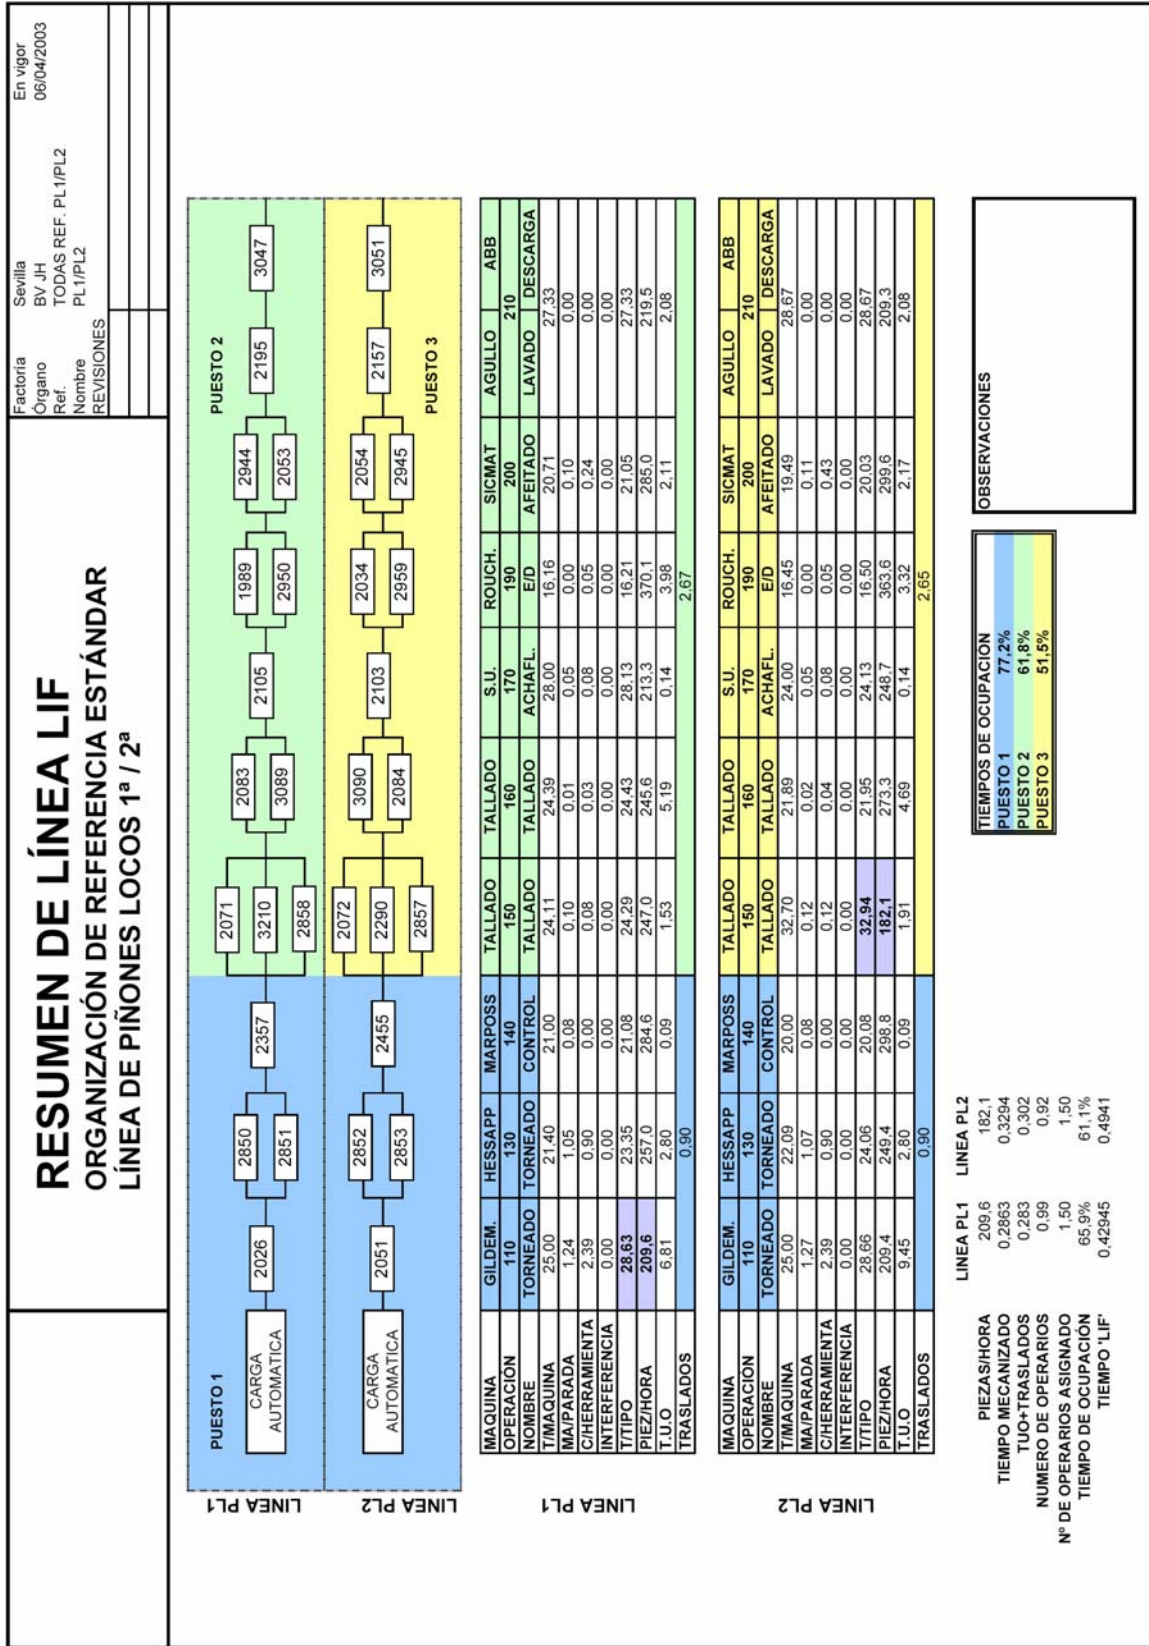 RESUMEN DE LÍNEA LIF
ORGANIZACIÓN DE REFERENCIA ESTÁNDAR
LÍNEA DE PIÑONES LOCOS 1ª / 2ª
Factoría Sevilla En vigor
Órgano BV JH 06/04/2003
Ref. TODAS REF. PL1/PL2
Nombre PL1/PL2
REVISIONES
PUESTO 1 PUESTO 2
LINEA PL1
CARGA AUTOMATICA 2026 2850 2851 2357 2071 3210 2858 2083 3089 2105 1989 2950 2944 2053 2195 3047
LINEA PL2
CARGA AUTOMATICA 2051 2852 2853 2455 2072 2290 2857 3090 2084 2103 2034 2959 2054 2945 2157 3051
PUESTO 3
LINEA PL1
MAQUINA GILDEM. HESSAPP MARPOSS TALLADO TALLADO S.U. ROUCH. SICMAT AGULLO ABB
OPERACIÓN 110 130 140 150 160 170 190 200 210
NOMBRE TORNEADO TORNEADO CONTROL TALLADO TALLADO ACHAFL. E/D AFEITADO LAVADO DESCARGA
T/MAQUINA 25,00 21,40 21,00 24,11 24,39 28,00 16,16 20,71 27,33
MA/PARADA 1,24 1,05 0,08 0,10 0,01 0,05 0,00 0,10 0,00
C/HERRAMIENTA 2,39 0,90 0,00 0,08 0,03 0,08 0,05 0,24 0,00
INTERFERENCIA 0,00 0,00 0,00 0,00 0,00 0,00 0,00 0,00 0,00
T/TIPO 28,63 23,35 21,08 24,29 24,43 28,13 16,21 21,05 27,33
PIEZ/HORA 209,6 257,0 284,6 247,0 245,6 213,3 370,1 285,0 219,5
T.U.O 6,81 2,80 0,09 1,53 5,19 0,14 3,98 2,11 2,08
TRASLADOS 0,90 2,67
LINEA PL2
MAQUINA GILDEM. HESSAPP MARPOSS TALLADO TALLADO S.U. ROUCH. SICMAT AGULLO ABB
OPERACIÓN 110 130 140 150 160 170 190 200 210
NOMBRE TORNEADO TORNEADO CONTROL TALLADO TALLADO ACHAFL. E/D AFEITADO LAVADO DESCARGA
T/MAQUINA 25,00 22,09 20,00 32,70 21,89 24,00 16,45 19,49 28,67
MA/PARADA 1,27 1,07 0,08 0,12 0,02 0,05 0,00 0,11 0,00
C/HERRAMIENTA 2,39 0,90 0,00 0,12 0,04 0,08 0,05 0,43 0,00
INTERFERENCIA 0,00 0,00 0,00 0,00 0,00 0,00 0,00 0,00 0,00
T/TIPO 28,66 24,06 20,08 32,94 21,95 24,13 16,50 20,03 28,67
PIEZ/HORA 209,4 249,4 298,8 182,1 273,3 248,7 363,6 299,6 209,3
T.U.O 9,45 2,80 0,09 1,91 4,69 0,14 3,32 2,17 2,08
TRASLADOS 0,90 2,65
LINEA PL1 LINEA PL2
PIEZAS/HORA 209,6 182,1
TIEMPO MECANIZADO 0,2863 0,3294
TUO+TRASLADOS 0,283 0,302
NUMERO DE OPERARIOS 0,99 0,92
Nº DE OPERARIOS ASIGNADO 1,50 1,50
TIEMPO DE OCUPACIÓN 65,9% 61,1%
TIEMPO 'LIF' 0,42945 0,4941
TIEMPOS DE OCUPACIÓN
PUESTO 1 77,2%
PUESTO 2 61,8%
PUESTO 3 51,5%
OBSERVACIONES